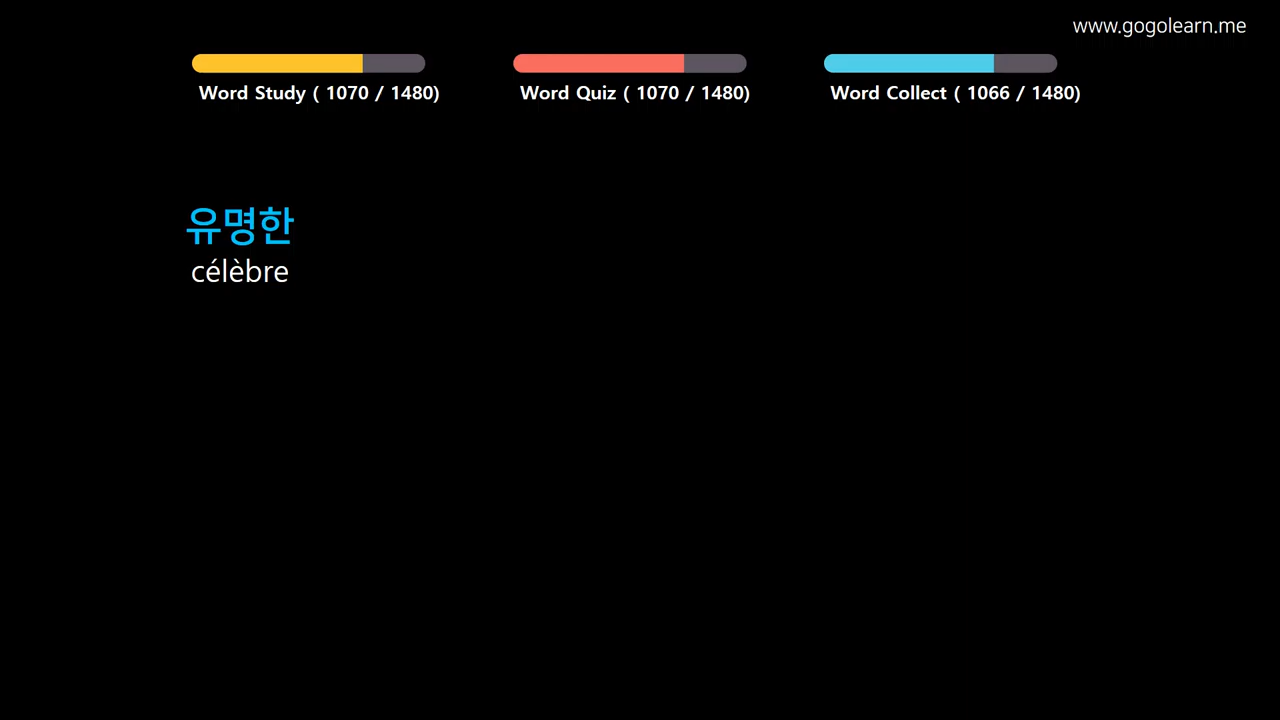 www.gogolearn.me
Word Study ( 1070 / 1480)
Word Quiz ( 1070 / 1480)
Word Collect ( 1066 / 1480)
유명한
célèbre